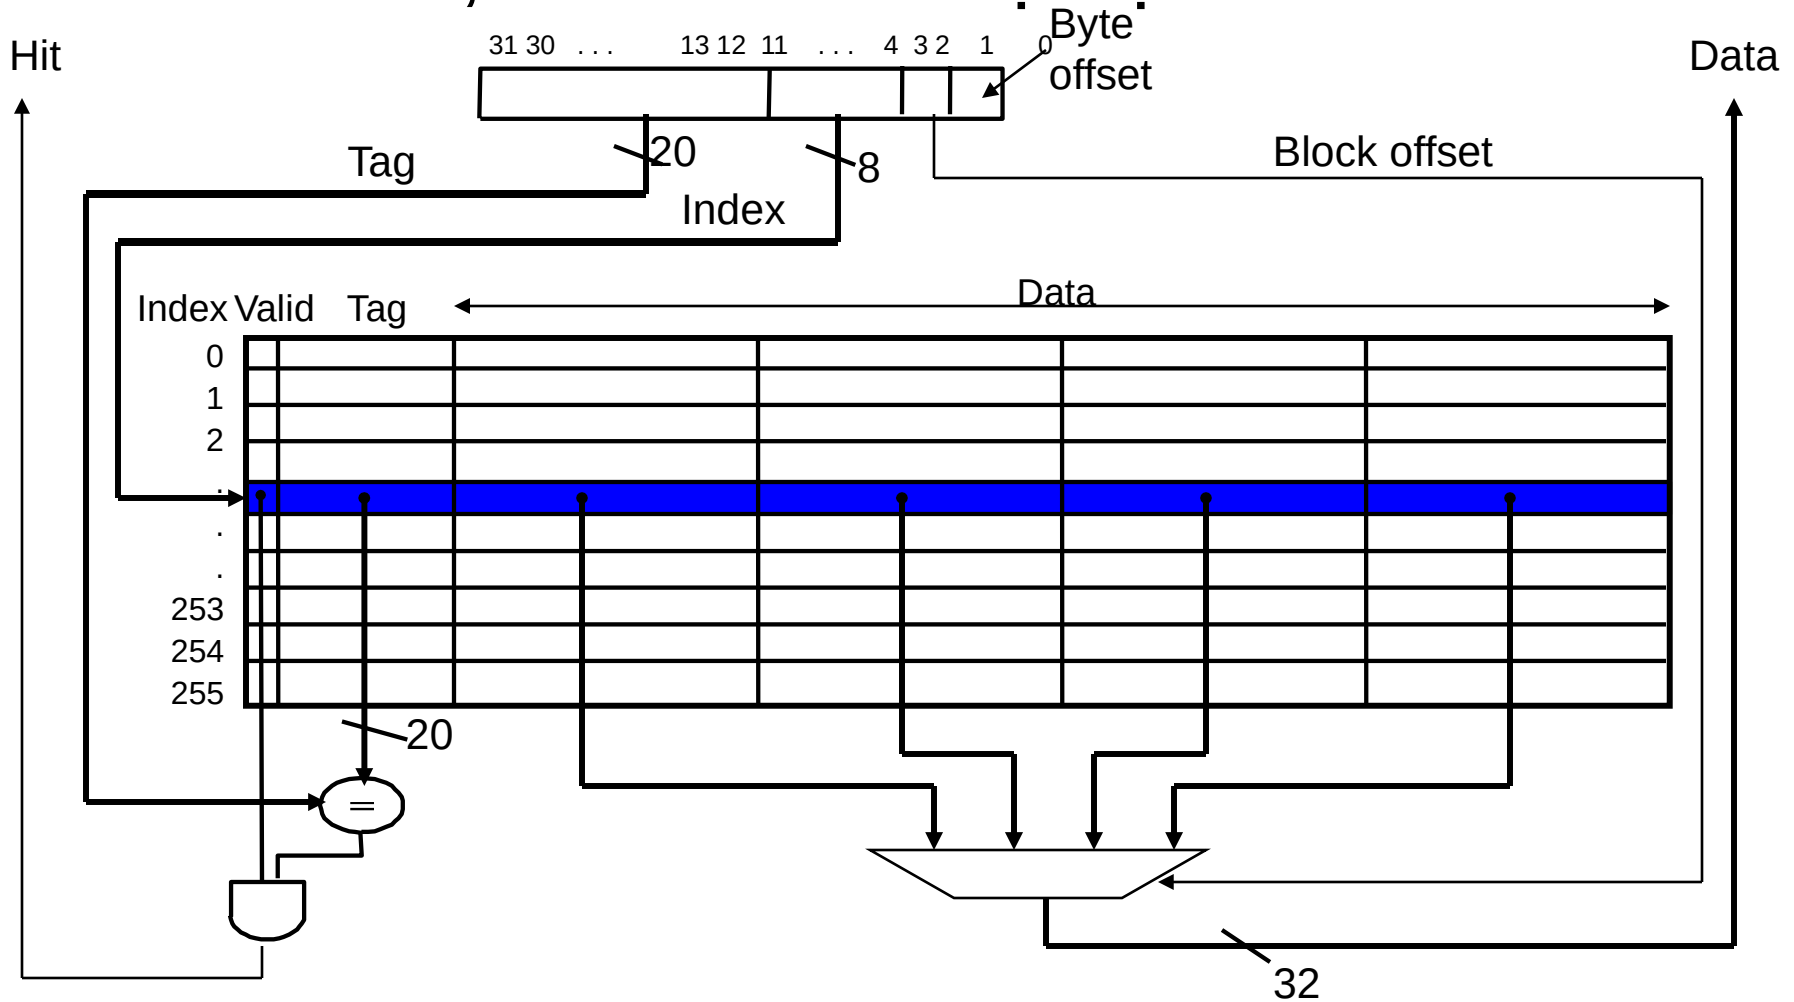 Hit
31 30 . . . 13 12 11 . . . 4 3 2 1 0
Byte
offset
Data
20
8
Tag
Index
Block offset
Index Valid Tag
Data
0
1
2
.
.
.
253
254
255
20
=
32